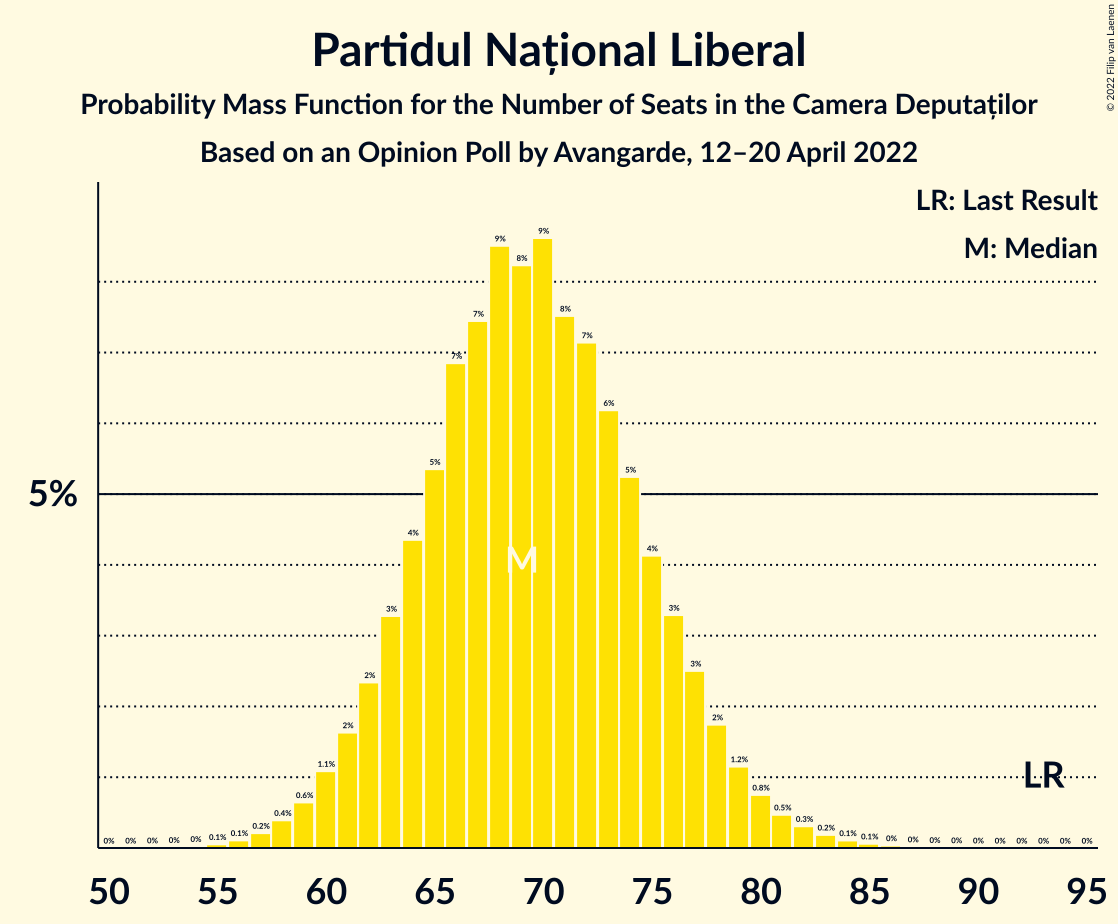 Partidul Național Liberal
Probability Mass Function for the Number of Seats in the Camera Deputaților
Based on an Opinion Poll by Avangarde, 12–20 April 2022
© 2022 Filip van Laenen
LR: Last Result
M: Median
5%
0% 0% 0% 0% 0% 0.1% 0.1% 0.2% 0.4% 0.6% 1.1% 2% 2% 3% 4% 5% 7% 7% 9% 8% 9% 8% 7% 6% 5% 4% 3% 3% 2% 1.2% 0.8% 0.5% 0.3% 0.2% 0.1% 0.1% 0% 0% 0% 0% 0% 0% 0% 0% 0% 0%
M
LR
50 55 60 65 70 75 80 85 90 95